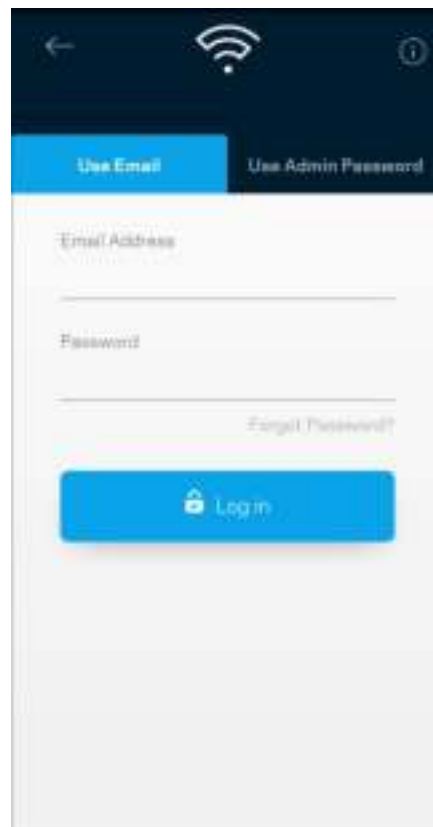 Use Email
Use Admin Password
Email Address
Password
Forgot Password?
Log in